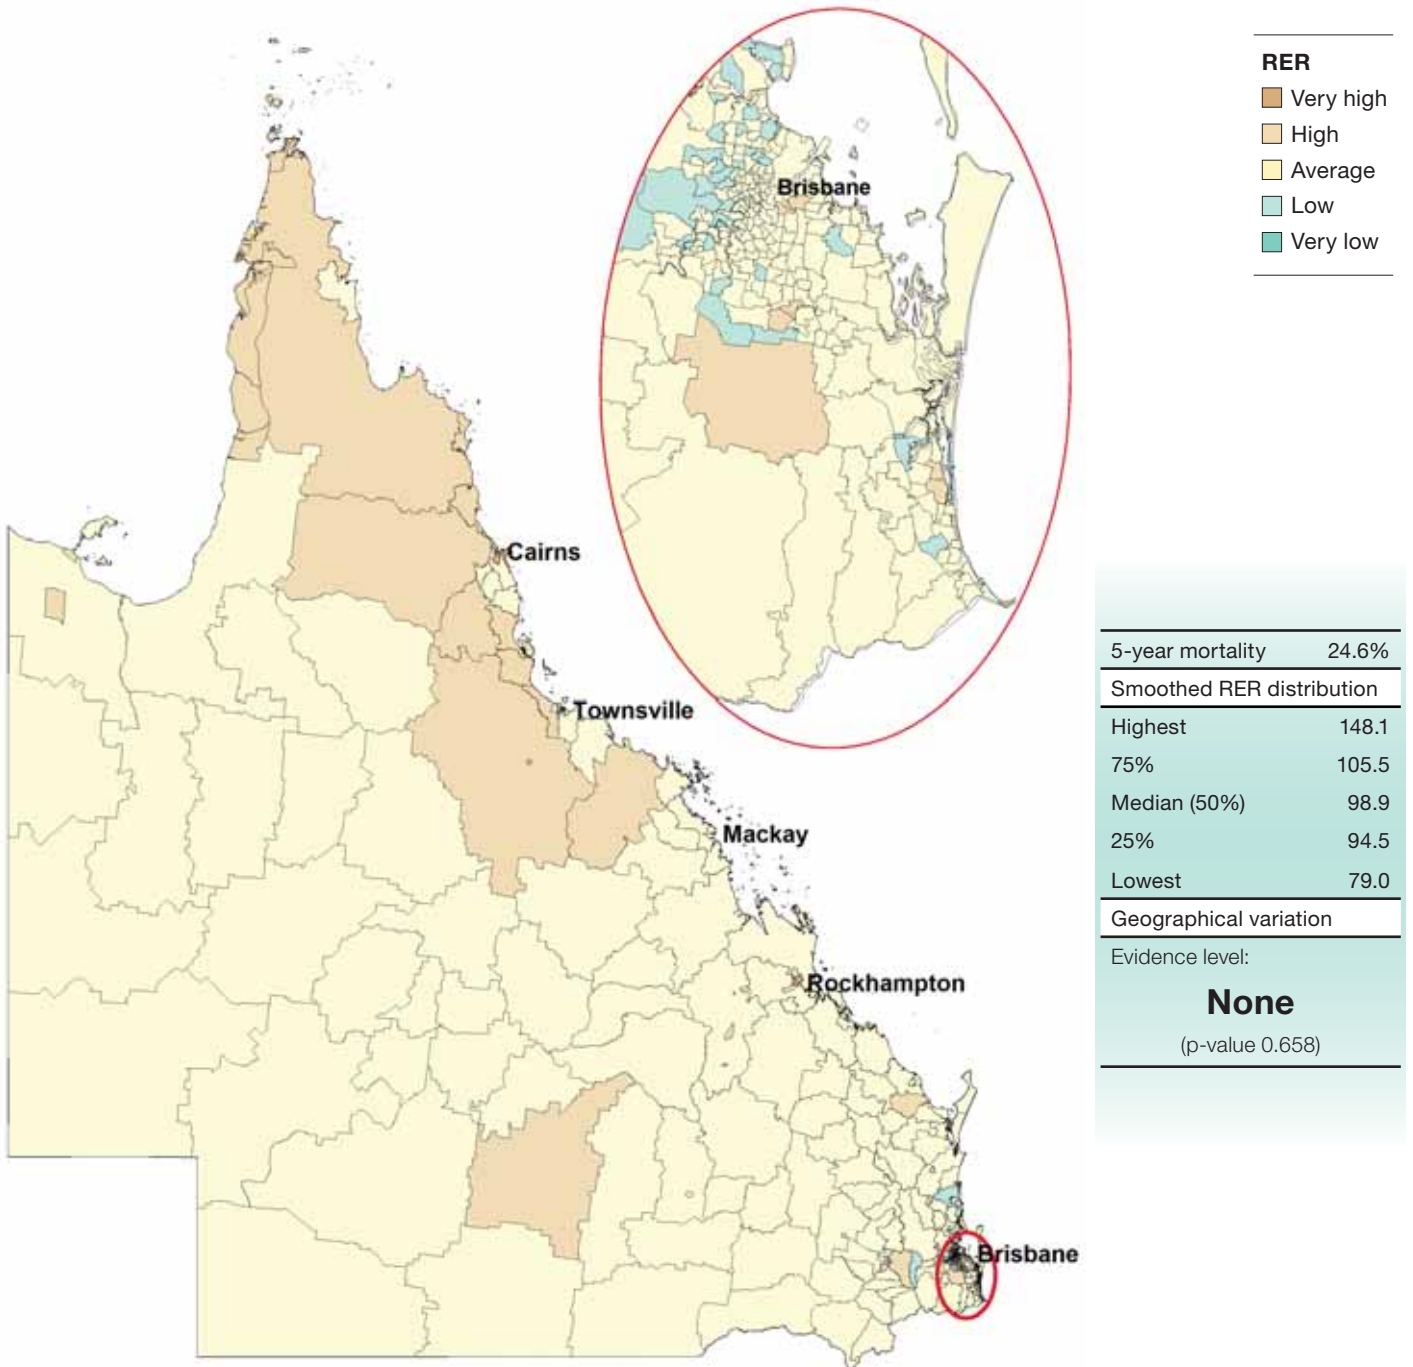 RER
Very high
High
Average
Low
Very low
Brisbane
Cairns
Townsville
Mackay
Rockhampton
Brisbane
5-year mortality 24.6%
Smoothed RER distribution
Highest 148.1
75% 105.5
Median (50%) 98.9
25% 94.5
Lowest 79.0
Geographical variation
Evidence level:
None
(p-value 0.658)